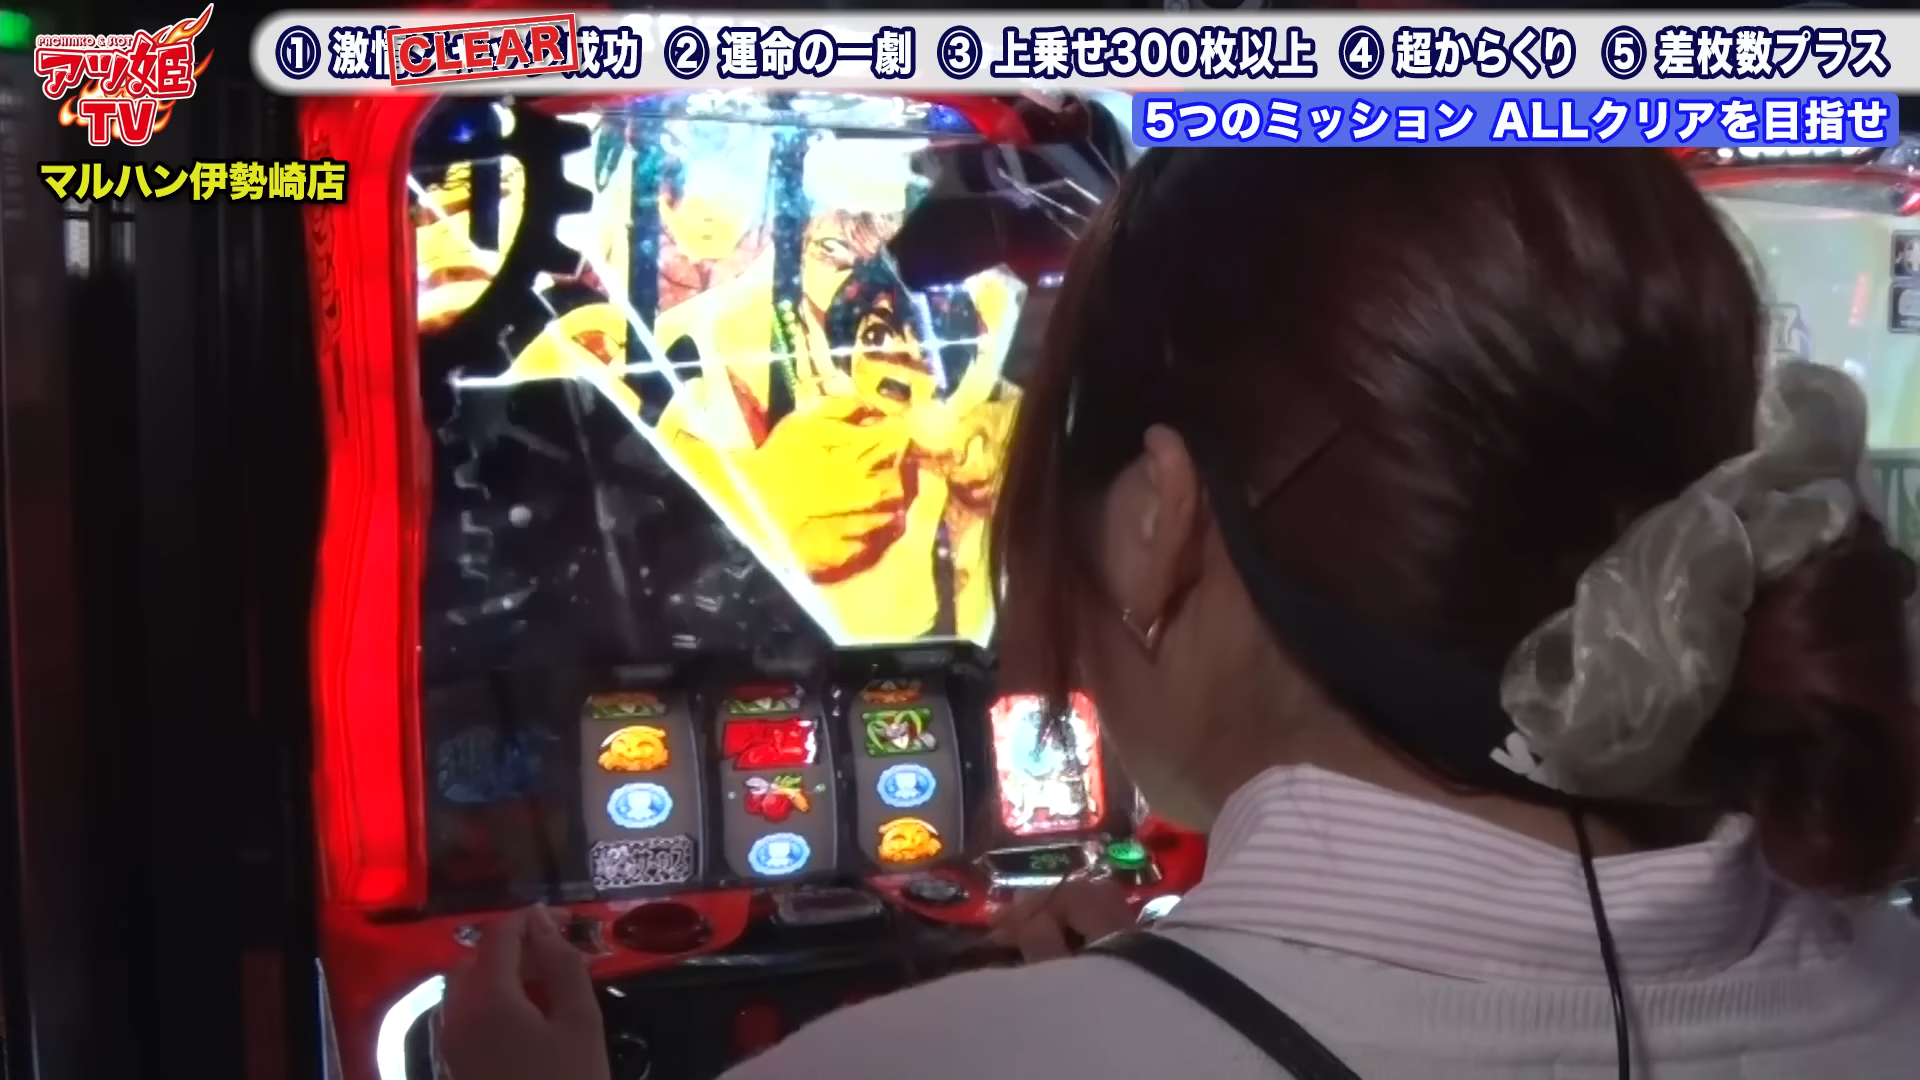 ① 激情 CLEAR 成功 ② 運命の一劇 ③ 上乗せ300枚以上 ④ 超からくり ⑤ 差枚数プラス
5つのミッション ALLクリアを目指せ
PACHINKO & SLOT
アツ姫
TV
マルハン伊勢崎店